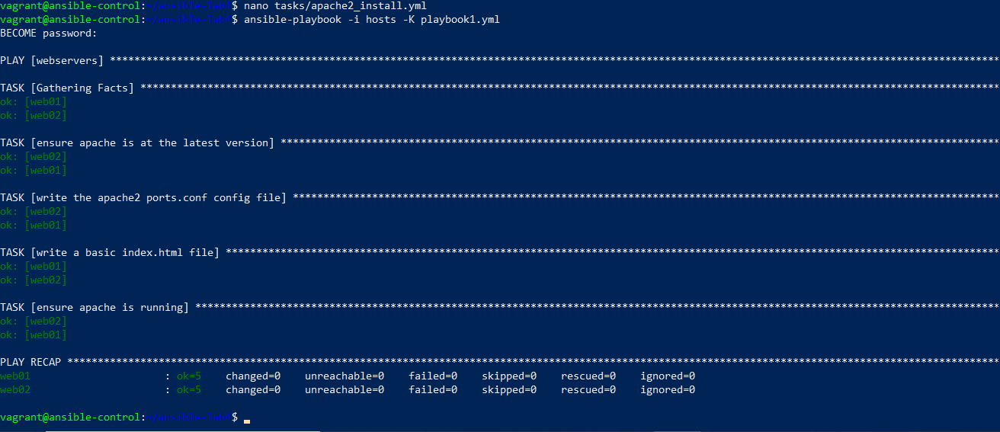 vagrant@ansible-control:~/ansible-lab$ nano tasks/apache2_install.yml
vagrant@ansible-control:~/ansible-lab$ ansible-playbook -i hosts -K playbook1.yml
BECOME password:
PLAY [webservers] **************************************************************************************************************************************************
TASK [Gathering Facts] *********************************************************************************************************************************************
ok: [web01]
ok: [web02]
TASK [ensure apache is at the latest version] **********************************************************************************************************************
ok: [web02]
ok: [web01]
TASK [write the apache2 ports.conf config file] ********************************************************************************************************************
ok: [web02]
ok: [web01]
TASK [write a basic index.html file] *******************************************************************************************************************************
ok: [web01]
ok: [web02]
TASK [ensure apache is running] ************************************************************************************************************************************
ok: [web02]
ok: [web01]
PLAY RECAP *********************************************************************************************************************************************************
web01                      : ok=5    changed=0    unreachable=0    failed=0    skipped=0    rescued=0    ignored=0
web02                      : ok=5    changed=0    unreachable=0    failed=0    skipped=0    rescued=0    ignored=0
vagrant@ansible-control:~/ansible-lab$